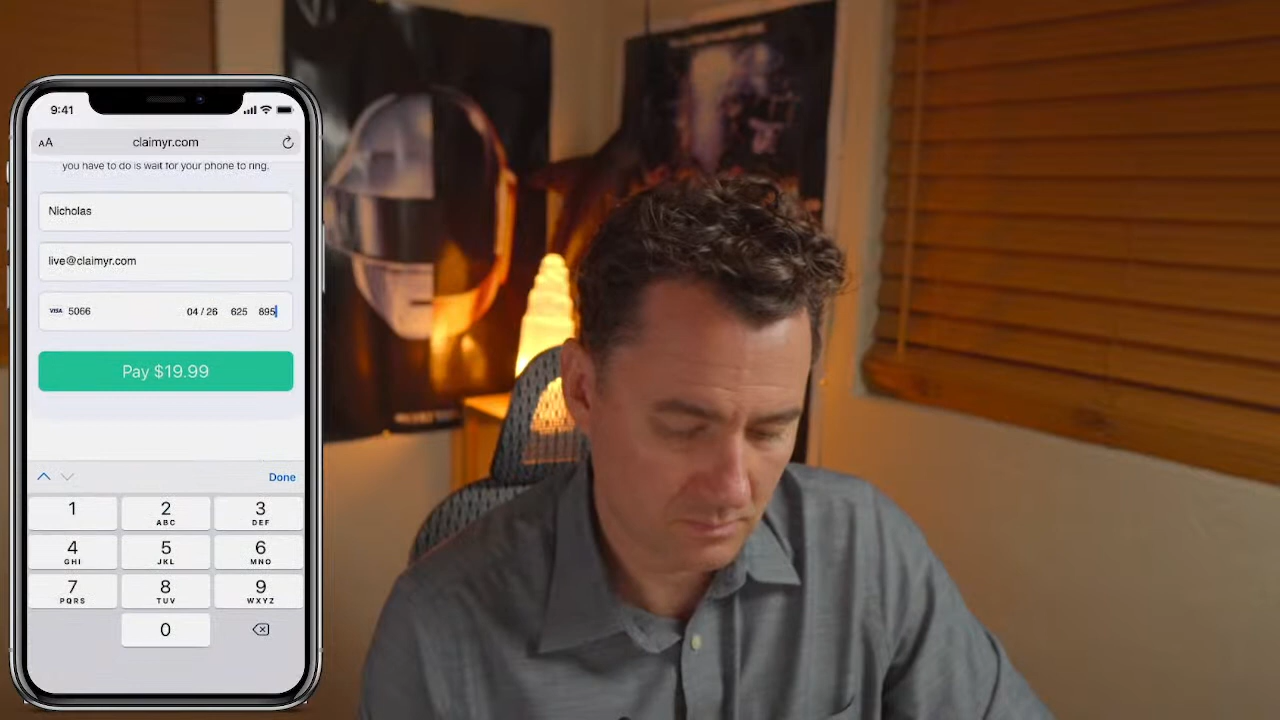 9:41
AA claimyr.com
you have to do is wait for your phone to ring.
Nicholas
live@claimyr.com
VISA 5066 04 / 26 625 695
Pay $19.99
Done
1 2 3
ABC DEF
4 5 6
GHI JKL MNO
7 8 9
PQRS TUV WXYZ
0